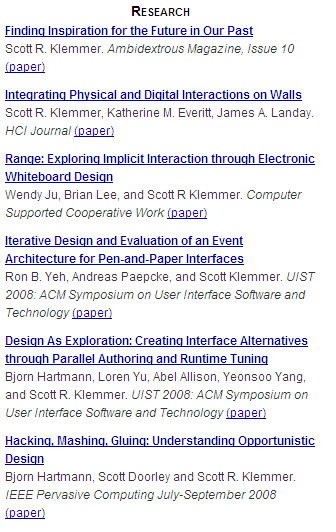 RESEARCH
Finding Inspiration for the Future in Our Past
Scott R. Klemmer. Ambidextrous Magazine, Issue 10
(paper)
Integrating Physical and Digital Interactions on Walls
Scott R. Klemmer, Katherine M. Everitt, James A. Landay.
HCI Journal (paper)
Range: Exploring Implicit Interaction through Electronic
Whiteboard Design
Wendy Ju, Brian Lee, and Scott R Klemmer. Computer
Supported Cooperative Work (paper)
Iterative Design and Evaluation of an Event
Architecture for Pen-and-Paper Interfaces
Ron B. Yeh, Andreas Paepcke, and Scott Klemmer. UIST
2008: ACM Symposium on User Interface Software and
Technology (paper)
Design As Exploration: Creating Interface Alternatives
through Parallel Authoring and Runtime Tuning
Bjorn Hartmann, Loren Yu, Abel Allison, Yeonsoo Yang,
and Scott R. Klemmer. UIST 2008: ACM Symposium on
User Interface Software and Technology (paper)
Hacking, Mashing, Gluing: Understanding Opportunistic
Design
Bjorn Hartmann, Scott Doorley and Scott R. Klemmer.
IEEE Pervasive Computing July-September 2008
(paper)